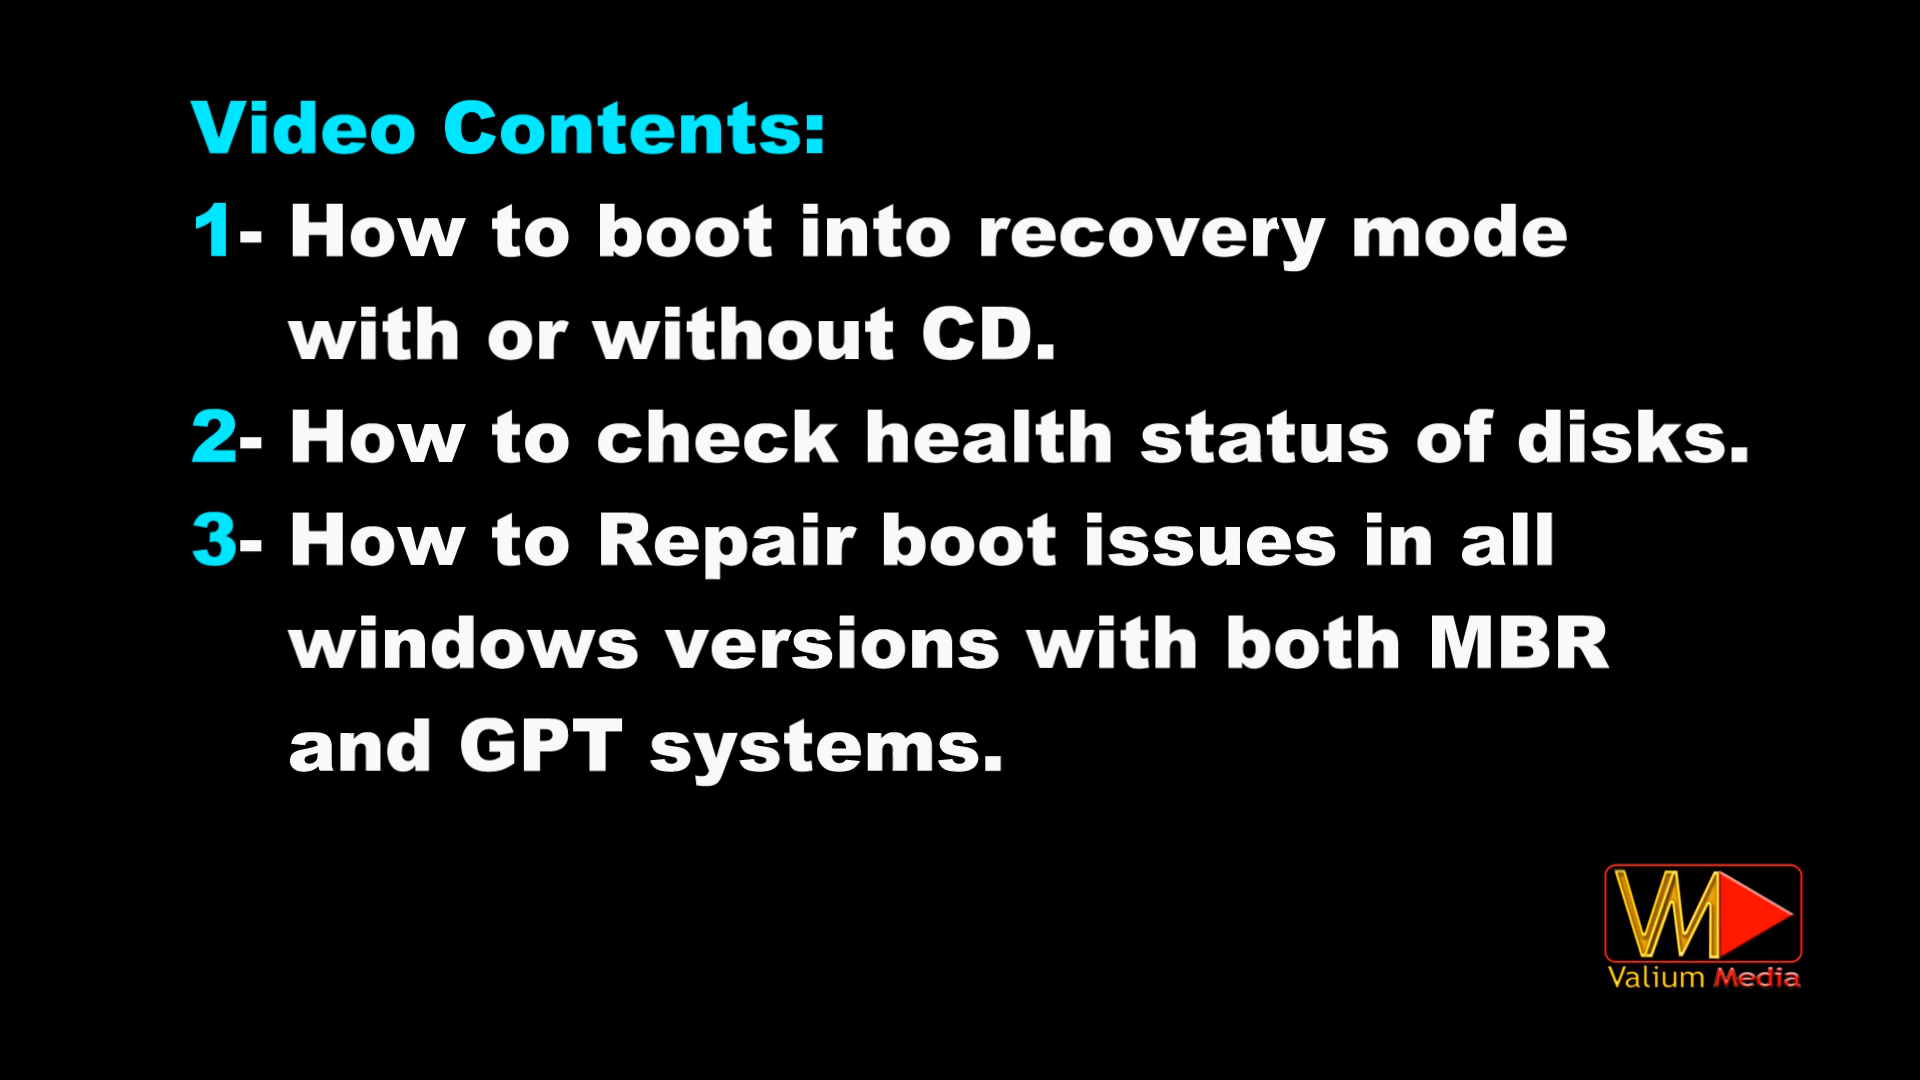 Video Contents:
1- How to boot into recovery mode
with or without CD.
2- How to check health status of disks.
3- How to Repair boot issues in all
windows versions with both MBR
and GPT systems.
VM
Valium Media